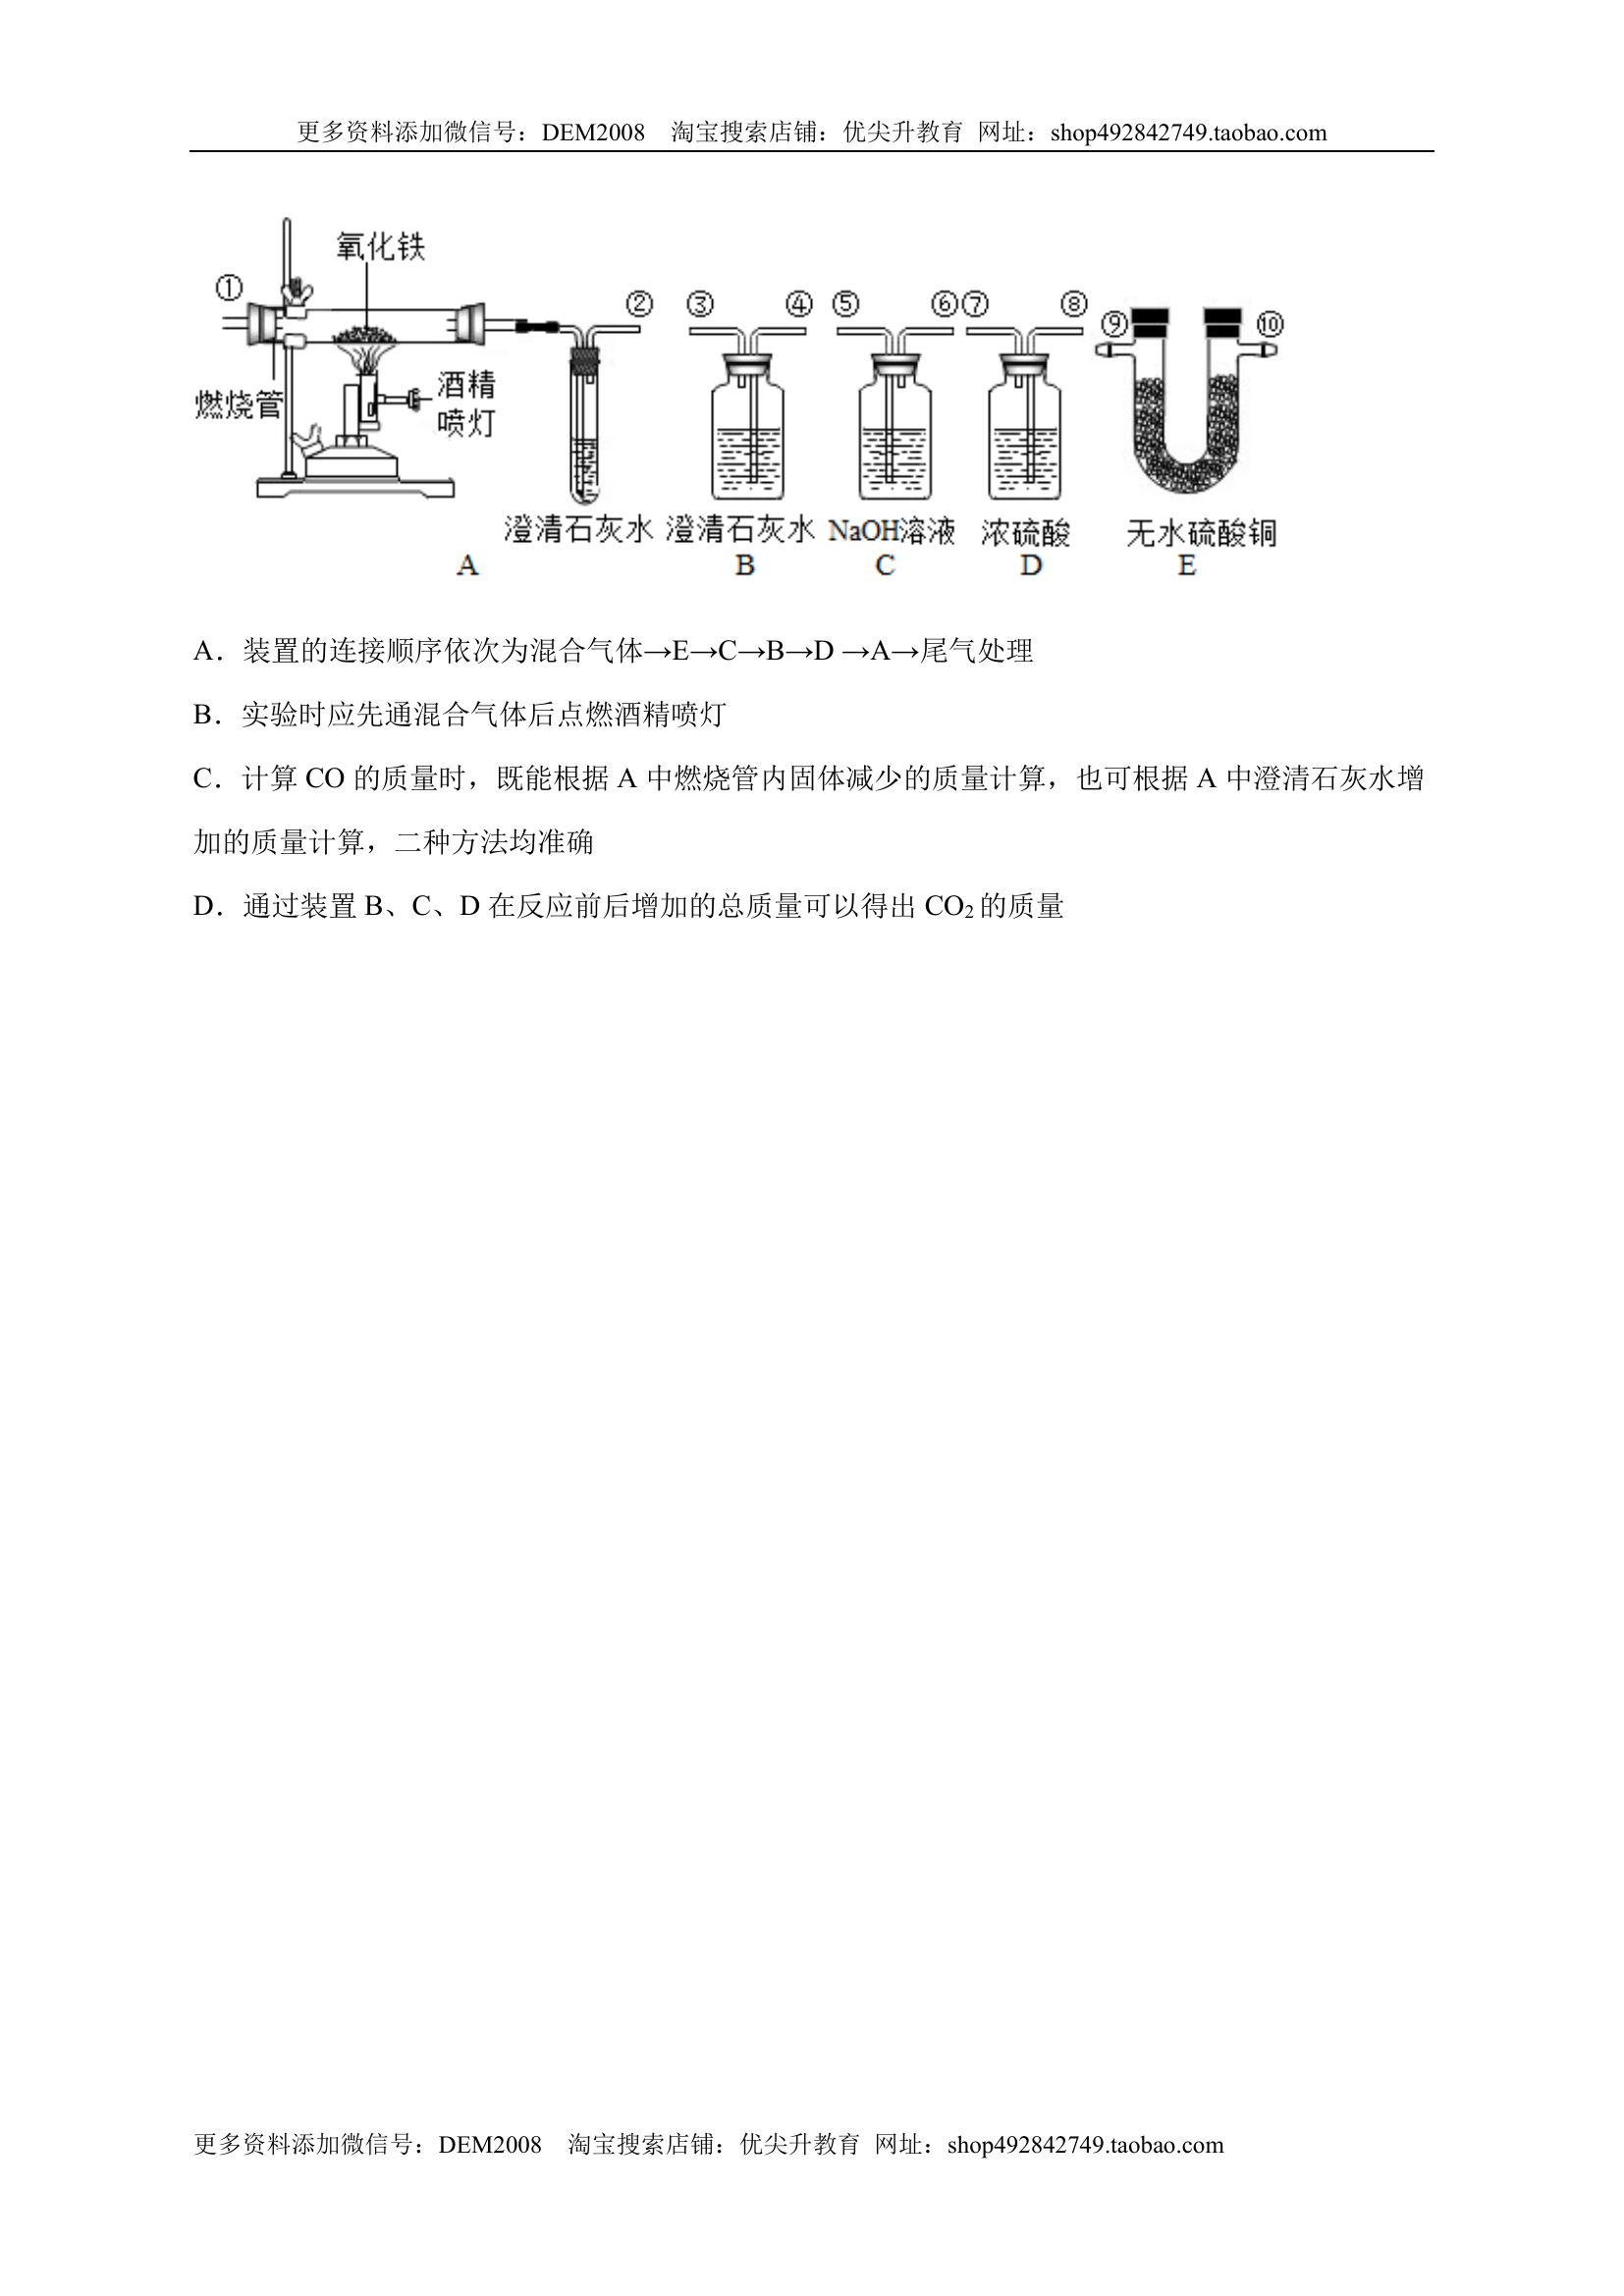 更多资料添加微信号：DEM2008　淘宝搜索店铺：优尖升教育 网址：shop492842749.taobao.com
氧化铁
① ② ③ ④ ⑤ ⑥ ⑦ ⑧ ⑨ ⑩
燃烧管
酒精
喷灯
澄清石灰水 澄清石灰水 NaOH溶液 浓硫酸 无水硫酸铜
A B C D E
A．装置的连接顺序依次为混合气体→E→C→B→D →A→尾气处理
B．实验时应先通混合气体后点燃酒精喷灯
C．计算 CO 的质量时，既能根据 A 中燃烧管内固体减少的质量计算，也可根据 A 中澄清石灰水增
加的质量计算，二种方法均准确
D．通过装置 B、C、D 在反应前后增加的总质量可以得出 CO₂ 的质量
更多资料添加微信号：DEM2008　淘宝搜索店铺：优尖升教育 网址：shop492842749.taobao.com